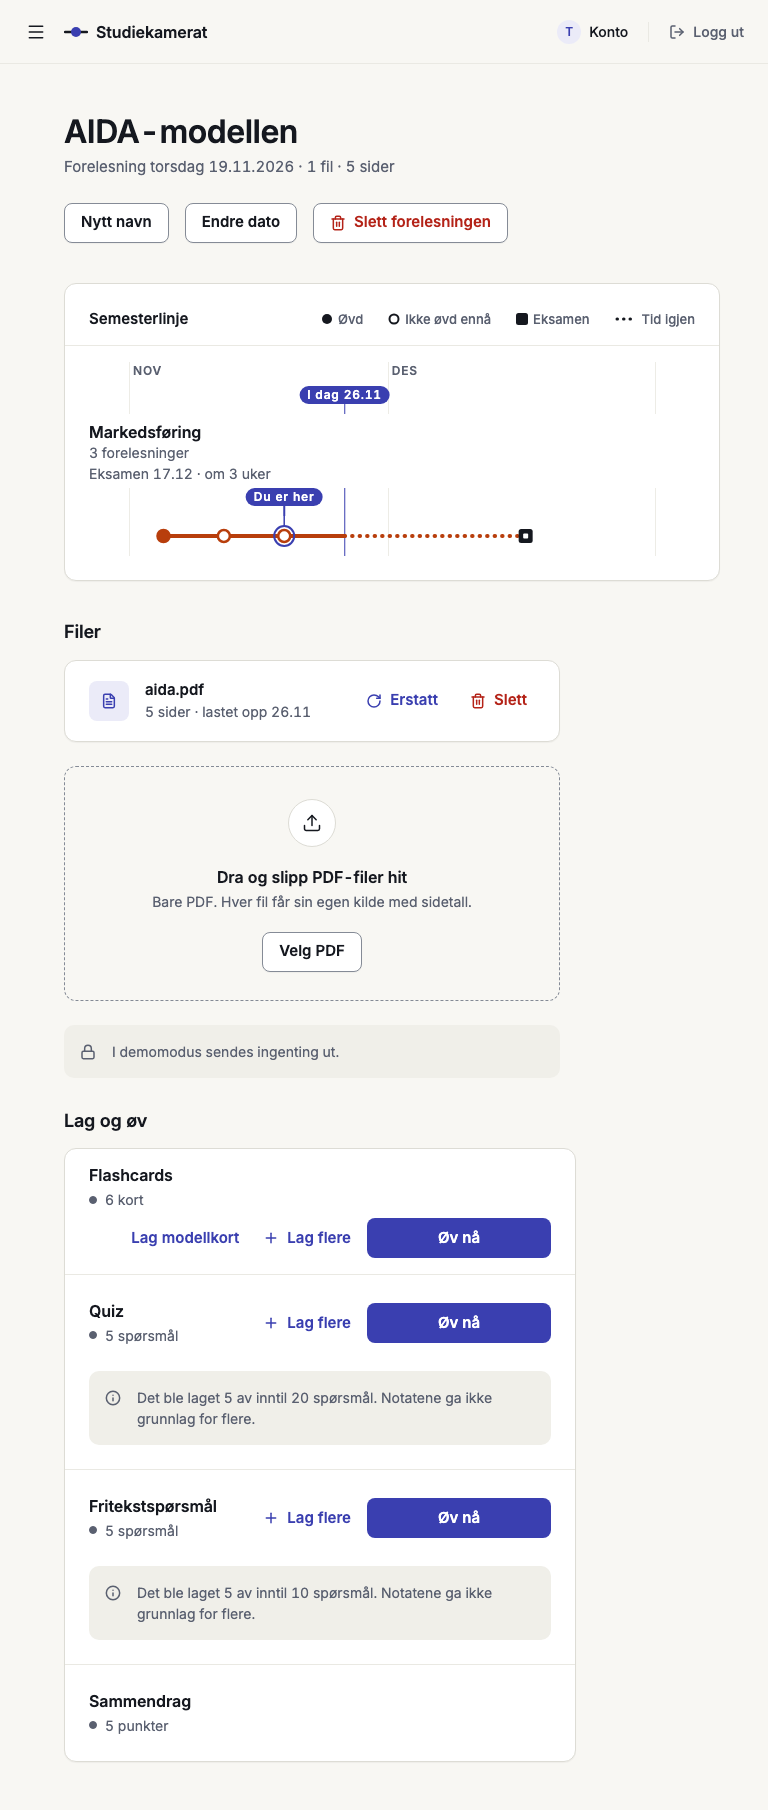 Studiekamerat
T Konto
Logg ut
AIDA-modellen
Forelesning torsdag 19.11.2026 · 1 fil · 5 sider
Nytt navn
Endre dato
Slett forelesningen
Semesterlinje
Øvd
Ikke øvd ennå
Eksamen
Tid igjen
NOV
DES
I dag 26.11
Markedsføring
3 forelesninger
Eksamen 17.12 · om 3 uker
Du er her
Filer
aida.pdf
5 sider · lastet opp 26.11
Erstatt
Slett
Dra og slipp PDF-filer hit
Bare PDF. Hver fil får sin egen kilde med sidetall.
Velg PDF
I demomodus sendes ingenting ut.
Lag og øv
Flashcards
6 kort
Lag modellkort
Lag flere
Øv nå
Quiz
5 spørsmål
Lag flere
Øv nå
Det ble laget 5 av inntil 20 spørsmål. Notatene ga ikke
grunnlag for flere.
Fritekstspørsmål
5 spørsmål
Lag flere
Øv nå
Det ble laget 5 av inntil 10 spørsmål. Notatene ga ikke
grunnlag for flere.
Sammendrag
5 punkter